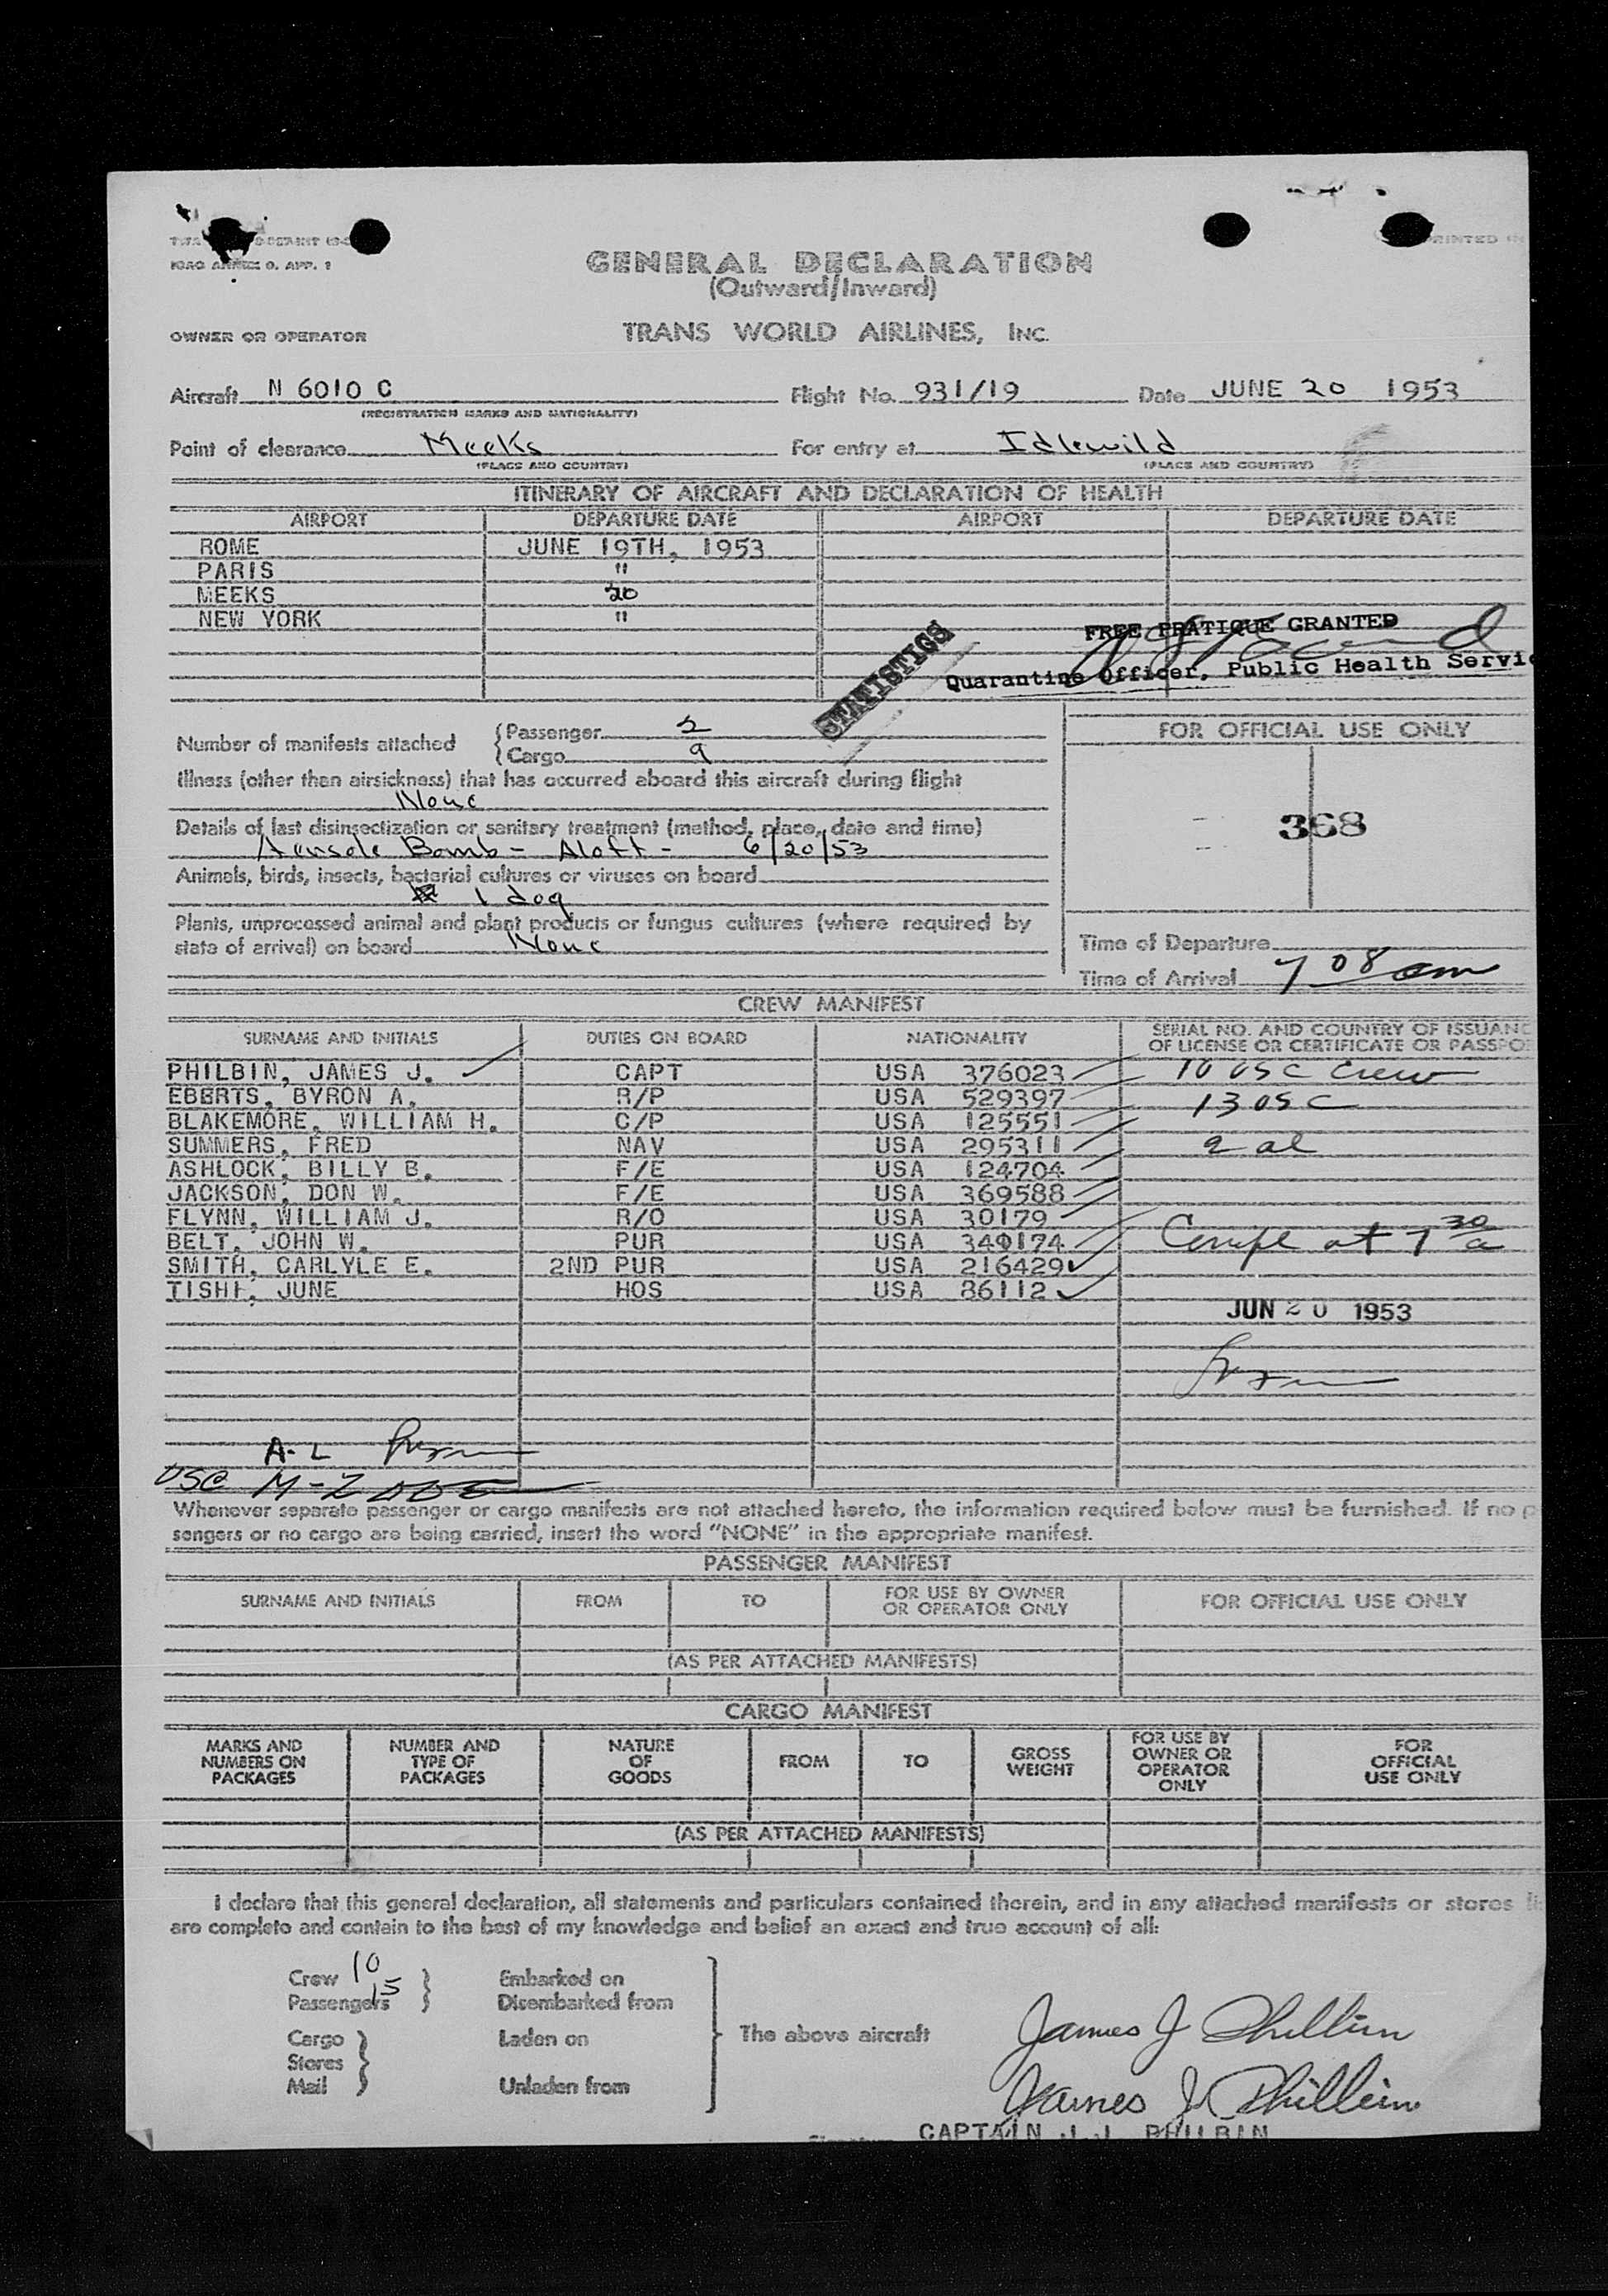 ICAO ANNEX 9. APP. 1
PRINTED IN
GENERAL DECLARATION
(Outward/Inward)
OWNER OR OPERATOR TRANS WORLD AIRLINES, INC.
Aircraft N 6010 C Flight No. 931/19 Date JUNE 20 1953
(REGISTRATION MARKS AND NATIONALITY)
Point of clearance Meeks For entry at Idlewild
(PLACE AND COUNTRY) (PLACE AND COUNTRY)
ITINERARY OF AIRCRAFT AND DECLARATION OF HEALTH
AIRPORT DEPARTURE DATE AIRPORT DEPARTURE DATE
ROME JUNE 19TH, 1953
PARIS "
MEEKS 20
NEW YORK "
FREE PRATIQUE GRANTED
Quarantine Officer, Public Health Servi
STATISTICS
Number of manifests attached { Passenger 2
Cargo 9
FOR OFFICIAL USE ONLY
Illness (other than airsickness) that has occurred aboard this aircraft during flight
None
368
Details of last disinsectization or sanitary treatment (method, place, date and time)
Aerosole Bomb - Aloft - 6/20/53
Animals, birds, insects, bacterial cultures or viruses on board
1 dog
Plants, unprocessed animal and plant products or fungus cultures (where required by
state of arrival) on board None
Time of Departure
Time of Arrival 7 08 am
CREW MANIFEST
SURNAME AND INITIALS DUTIES ON BOARD NATIONALITY SERIAL NO. AND COUNTRY OF ISSUANC
OF LICENSE OR CERTIFICATE OR PASSPO
PHILBIN, JAMES J. CAPT USA 376023 10 USC Crew
EBERTS, BYRON A. R/P USA 529397 13 USC
BLAKEMORE, WILLIAM H. C/P USA 125551
SUMMERS, FRED NAV USA 295311 2 al
ASHLOCK, BILLY B. F/E USA 124704
JACKSON, DON W. F/E USA 369588
FLYNN, WILLIAM J. R/O USA 30179
BELT, JOHN W. PUR USA 340174 Compl at 7 30 a
SMITH, CARLYLE E. 2ND PUR USA 216429
TISHI, JUNE HOS USA 86112
JUN 20 1953
A-L
USC M-Z
Whenever separate passenger or cargo manifests are not attached hereto, the information required below must be furnished. If no p
sengers or no cargo are being carried, insert the word "NONE" in the appropriate manifest.
PASSENGER MANIFEST
SURNAME AND INITIALS FROM TO FOR USE BY OWNER OR OPERATOR ONLY FOR OFFICIAL USE ONLY
(AS PER ATTACHED MANIFESTS)
CARGO MANIFEST
MARKS AND NUMBERS ON PACKAGES NUMBER AND TYPE OF PACKAGES NATURE OF GOODS FROM TO GROSS WEIGHT FOR USE BY OWNER OR OPERATOR ONLY FOR OFFICIAL USE ONLY
(AS PER ATTACHED MANIFESTS)
I declare that this general declaration, all statements and particulars contained therein, and in any attached manifests or stores li
are complete and contain to the best of my knowledge and belief an exact and true account of all:
Crew 10 Embarked on
Passengers 15 Disembarked from
Cargo Laden on The above aircraft James J Philbin
Stores
Mail Unladen from James J. Philbin
CAPTAIN J.J. PHILBIN